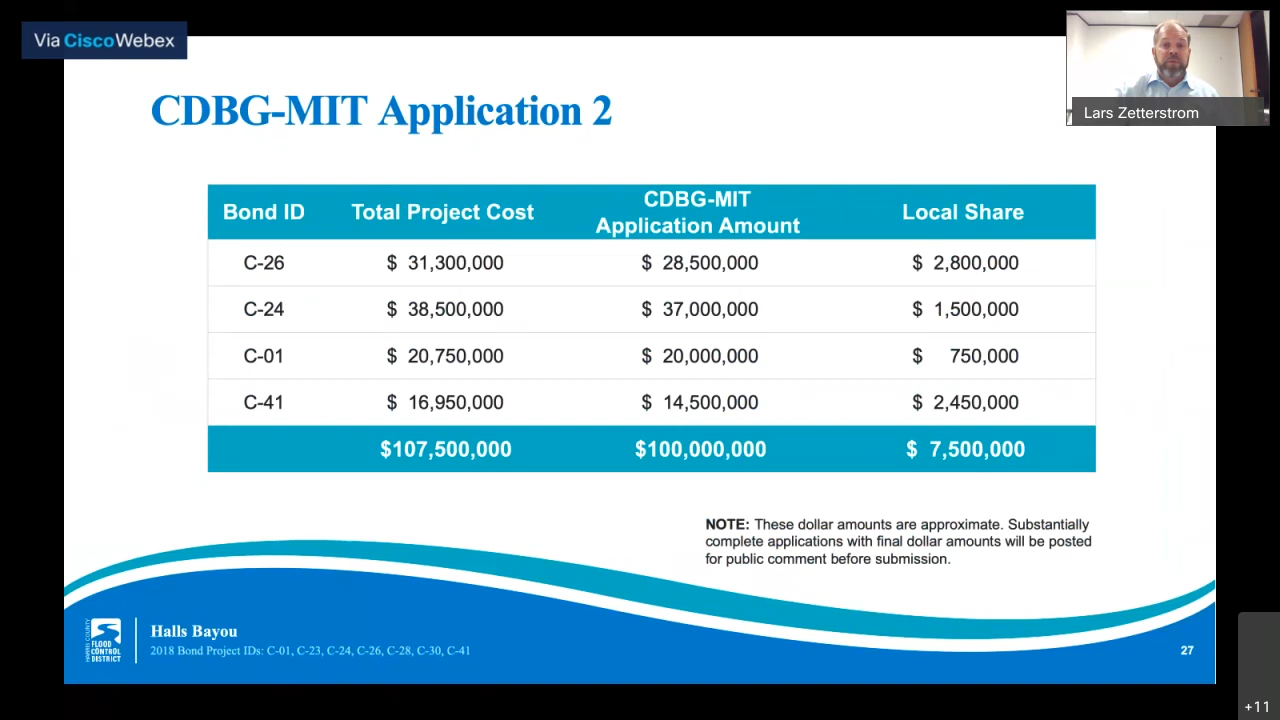 Via Cisco Webex
Lars Zetterstrom
CDBG-MIT Application 2
Bond ID Total Project Cost CDBG-MIT Application Amount Local Share
C-26 $ 31,300,000 $ 28,500,000 $ 2,800,000
C-24 $ 38,500,000 $ 37,000,000 $ 1,500,000
C-01 $ 20,750,000 $ 20,000,000 $ 750,000
C-41 $ 16,950,000 $ 14,500,000 $ 2,450,000
$107,500,000 $100,000,000 $ 7,500,000
NOTE: These dollar amounts are approximate. Substantially
complete applications with final dollar amounts will be posted
for public comment before submission.
HARRIS COUNTY
FLOOD
CONTROL
DISTRICT
Halls Bayou
2018 Bond Project IDs: C-01, C-23, C-24, C-26, C-28, C-30, C-41
27
+11